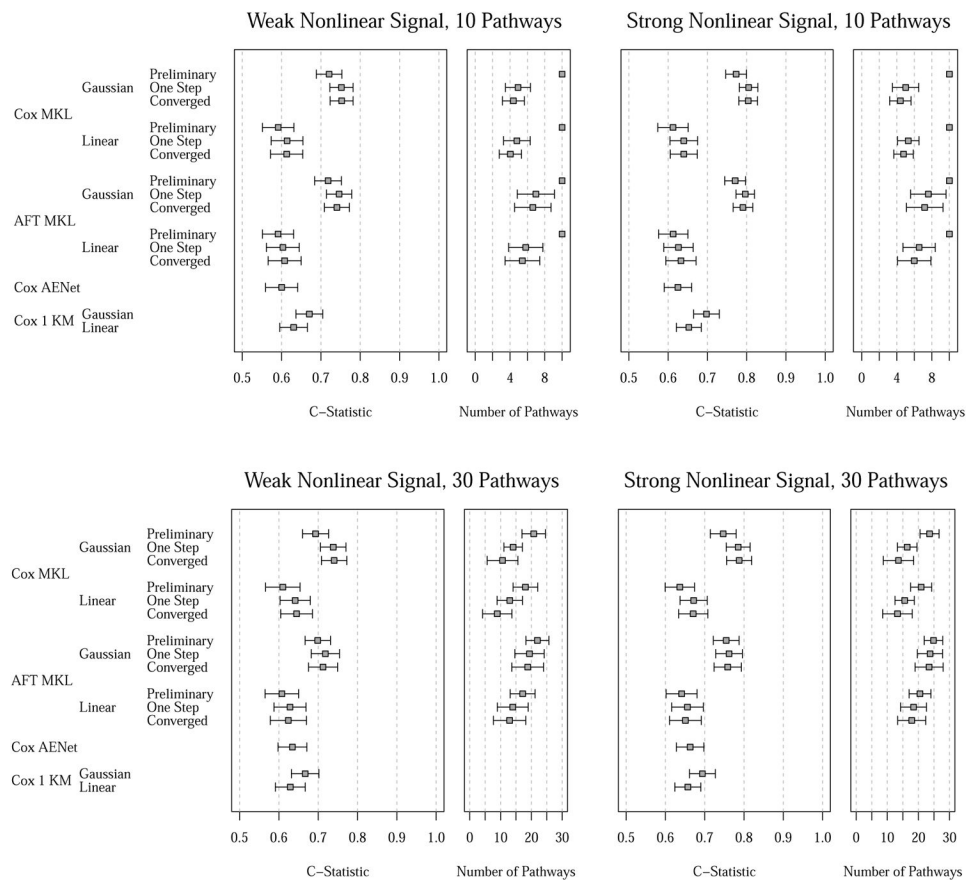 Weak Nonlinear Signal, 10 Pathways
Strong Nonlinear Signal, 10 Pathways
Preliminary
Gaussian One Step
Converged
Cox MKL
Preliminary
Linear One Step
Converged
Preliminary
Gaussian One Step
Converged
AFT MKL
Preliminary
Linear One Step
Converged
Cox AENet
Cox 1 KM Gaussian
Linear
0.5 0.6 0.7 0.8 0.9 1.0 0 4 8 0.5 0.6 0.7 0.8 0.9 1.0 0 4 8
C−Statistic Number of Pathways C−Statistic Number of Pathways
Weak Nonlinear Signal, 30 Pathways
Strong Nonlinear Signal, 30 Pathways
Preliminary
Gaussian One Step
Converged
Cox MKL
Preliminary
Linear One Step
Converged
Preliminary
Gaussian One Step
Converged
AFT MKL
Preliminary
Linear One Step
Converged
Cox AENet
Cox 1 KM Gaussian
Linear
0.5 0.6 0.7 0.8 0.9 1.0 0 10 20 30 0.5 0.6 0.7 0.8 0.9 1.0 0 10 20 30
C−Statistic Number of Pathways C−Statistic Number of Pathways